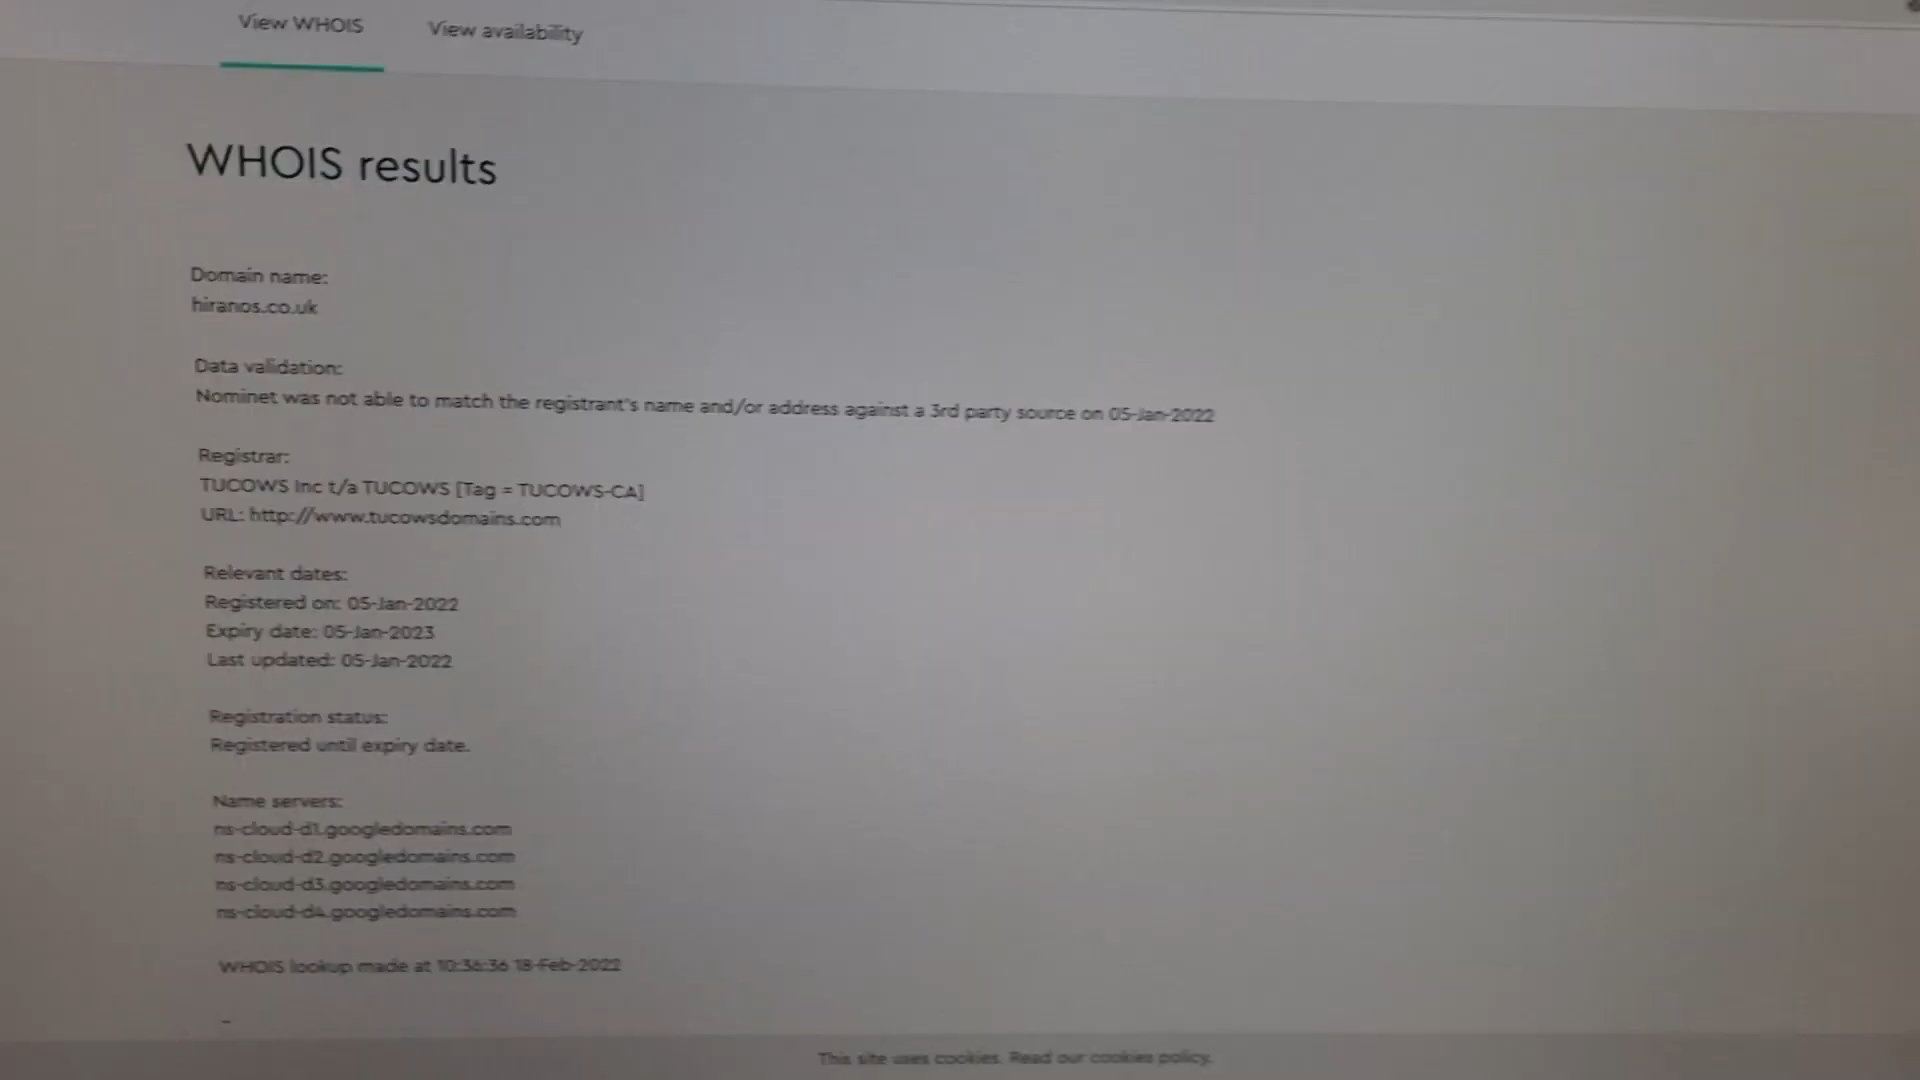 View WHOIS
View availability
WHOIS results
Domain name:
hiranos.co.uk
Data validation:
Nominet was not able to match the registrant's name and/or address against a 3rd party source on 05-Jan-2022
Registrar:
TUCOWS Inc t/a TUCOWS [Tag = TUCOWS-CA]
URL: http://www.tucowsdomains.com
Relevant dates:
Registered on: 05-Jan-2022
Expiry date: 05-Jan-2023
Last updated: 05-Jan-2022
Registration status:
Registered until expiry date.
Name servers:
ns-cloud-d1.googledomains.com
ns-cloud-d2.googledomains.com
ns-cloud-d3.googledomains.com
ns-cloud-d4.googledomains.com
WHOIS lookup made at 10:36:36 18-Feb-2022
--
This site uses cookies. Read our cookies policy.